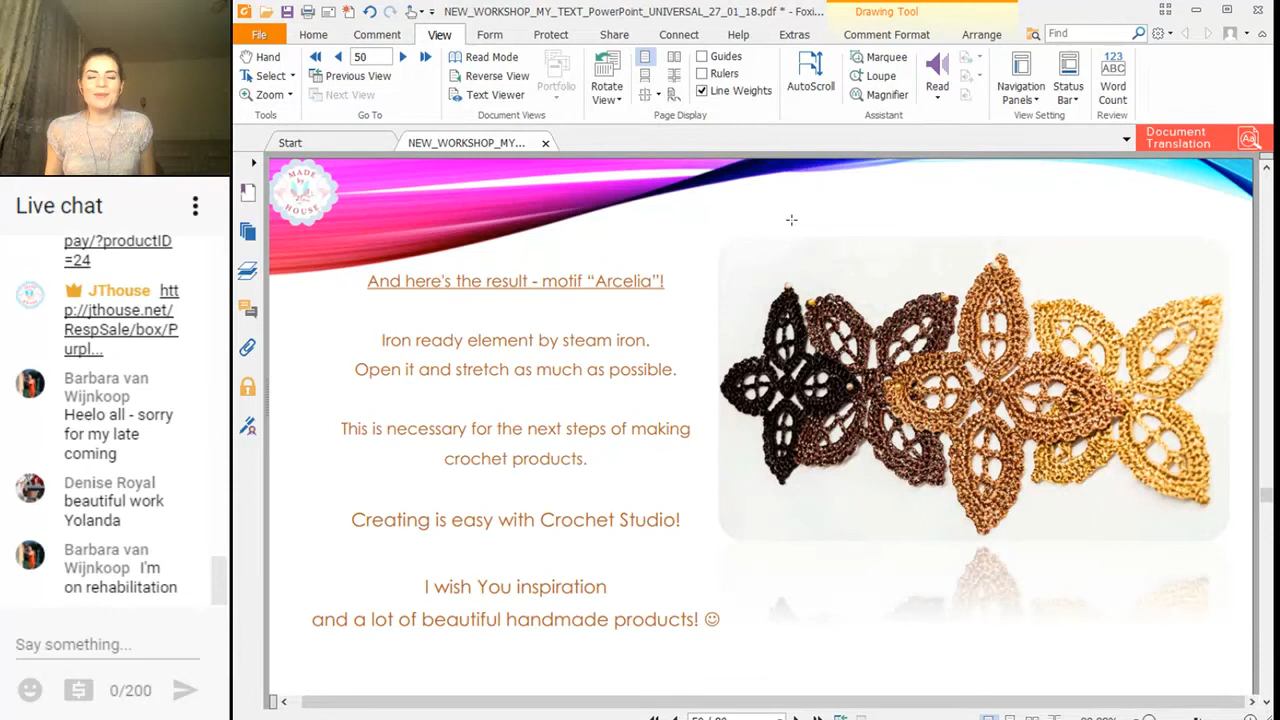 NEW_WORKSHOP_MY_TEXT_PowerPoint_UNIVERSAL_27_01_18.pdf * - Foxi...
Drawing Tool
File
Home
Comment
View
Form
Protect
Share
Connect
Help
Extras
Comment Format
Arrange
Find
Hand
Select
Zoom
Tools
50
Previous View
Next View
Go To
Read Mode
Reverse View
Text Viewer
Portfolio
Document Views
Rotate
View
Guides
Rulers
Line Weights
Page Display
AutoScroll
Marquee
Loupe
Magnifier
Read
Assistant
Navigation
Panels
Status
Bar
View Setting
123
ABC
Word
Count
Review
Start
NEW_WORKSHOP_MY...
Document
Translation
Live chat
pay/?productID
=24
JThouse htt
p://jthouse.net/
RespSale/box/P
urpl...
Barbara van
Wijnkoop
Heelo all - sorry
for my late
coming
Denise Royal
beautiful work
Yolanda
Barbara van
Wijnkoop I'm
on rehabilitation
Say something...
0/200
MADE
by
HOUSE
And here's the result - motif “Arcelia”!
Iron ready element by steam iron.
Open it and stretch as much as possible.
This is necessary for the next steps of making
crochet products.
Creating is easy with Crochet Studio!
I wish You inspiration
and a lot of beautiful handmade products! ☺